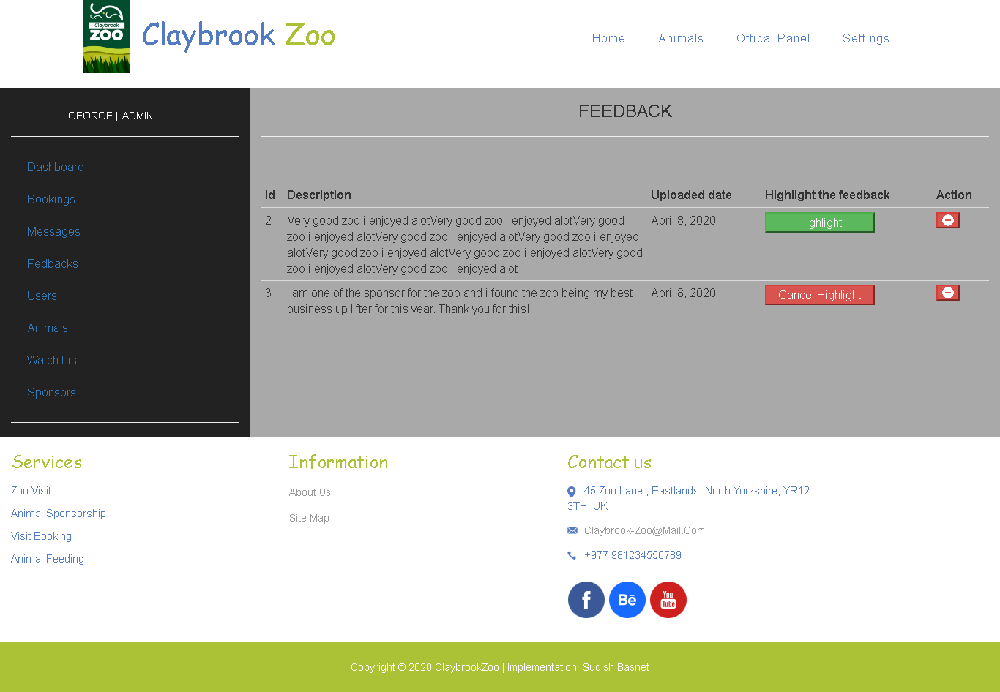 Claybrook
ZOO
Claybrook Zoo
Home Animals Offical Panel Settings
GEORGE || ADMIN
Dashboard
Bookings
Messages
Fedbacks
Users
Animals
Watch List
Sponsors
FEEDBACK
Id Description Uploaded date Highlight the feedback Action
2 Very good zoo i enjoyed alotVery good zoo i enjoyed alotVery good April 8, 2020 Highlight
zoo i enjoyed alotVery good zoo i enjoyed alotVery good zoo i enjoyed
alotVery good zoo i enjoyed alotVery good zoo i enjoyed alotVery good
zoo i enjoyed alotVery good zoo i enjoyed alot
3 I am one of the sponsor for the zoo and i found the zoo being my best April 8, 2020 Cancel Highlight
business up lifter for this year. Thank you for this!
Services
Zoo Visit
Animal Sponsorship
Visit Booking
Animal Feeding
Information
About Us
Site Map
Contact us
45 Zoo Lane , Eastlands, North Yorkshire, YR12
3TH, UK
Claybrook-Zoo@Mail.Com
+977 981234556789
f Bē You
Tube
Copyright © 2020 ClaybrookZoo | Implementation: Sudish Basnet